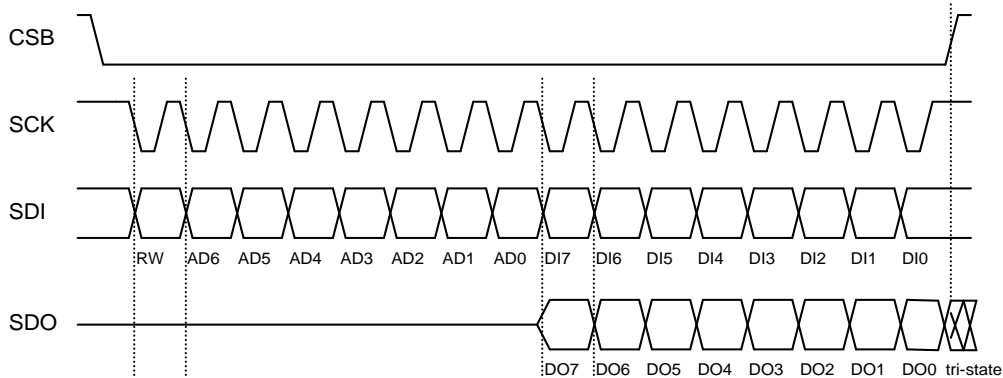 CSB
SCK
SDI
RW AD6 AD5 AD4 AD3 AD2 AD1 AD0 DI7 DI6 DI5 DI4 DI3 DI2 DI1 DI0
SDO
DO7 DO6 DO5 DO4 DO3 DO2 DO1 DO0 tri-state